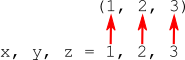 (1, 2, 3)
x, y, z = 1, 2, 3